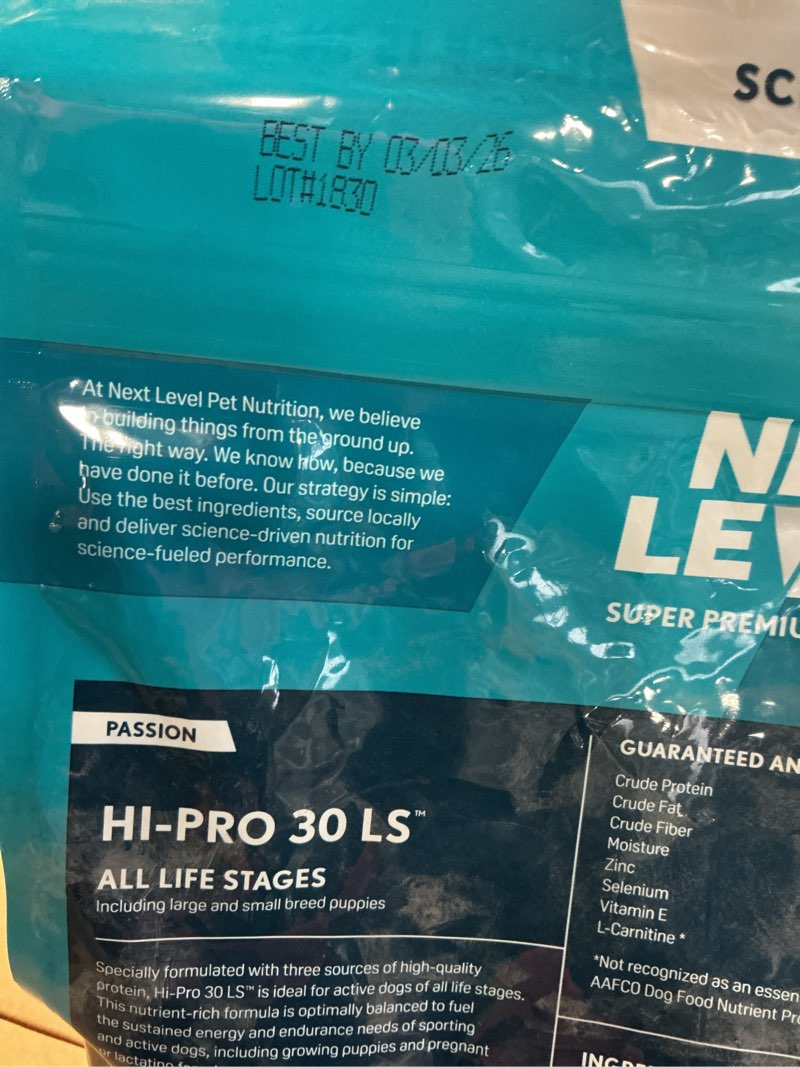 SC
BEST BY 03/03/26
LOT#1830
At Next Level Pet Nutrition, we believe
in building things from the ground up.
The right way. We know how, because we
have done it before. Our strategy is simple:
Use the best ingredients, source locally
and deliver science-driven nutrition for
science-fueled performance.
LEV
SUPER PREMIU
PASSION
HI-PRO 30 LS™
ALL LIFE STAGES
Including large and small breed puppies
Specially formulated with three sources of high-quality
protein, Hi-Pro 30 LS™ is ideal for active dogs of all life stages.
This nutrient-rich formula is optimally balanced to fuel
the sustained energy and endurance needs of sporting
and active dogs, including growing puppies and pregnant
or lactating
GUARANTEED AN
Crude Protein
Crude Fat
Crude Fiber
Moisture
Zinc
Selenium
Vitamin E
L-Carnitine *
*Not recognized as an essen
AAFCO Dog Food Nutrient Pr